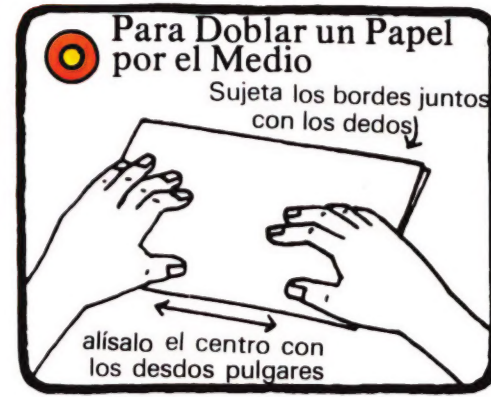 Para Doblar un Papel
por el Medio
Sujeta los bordes juntos
con los dedos
alísalo el centro con
los desdos pulgares